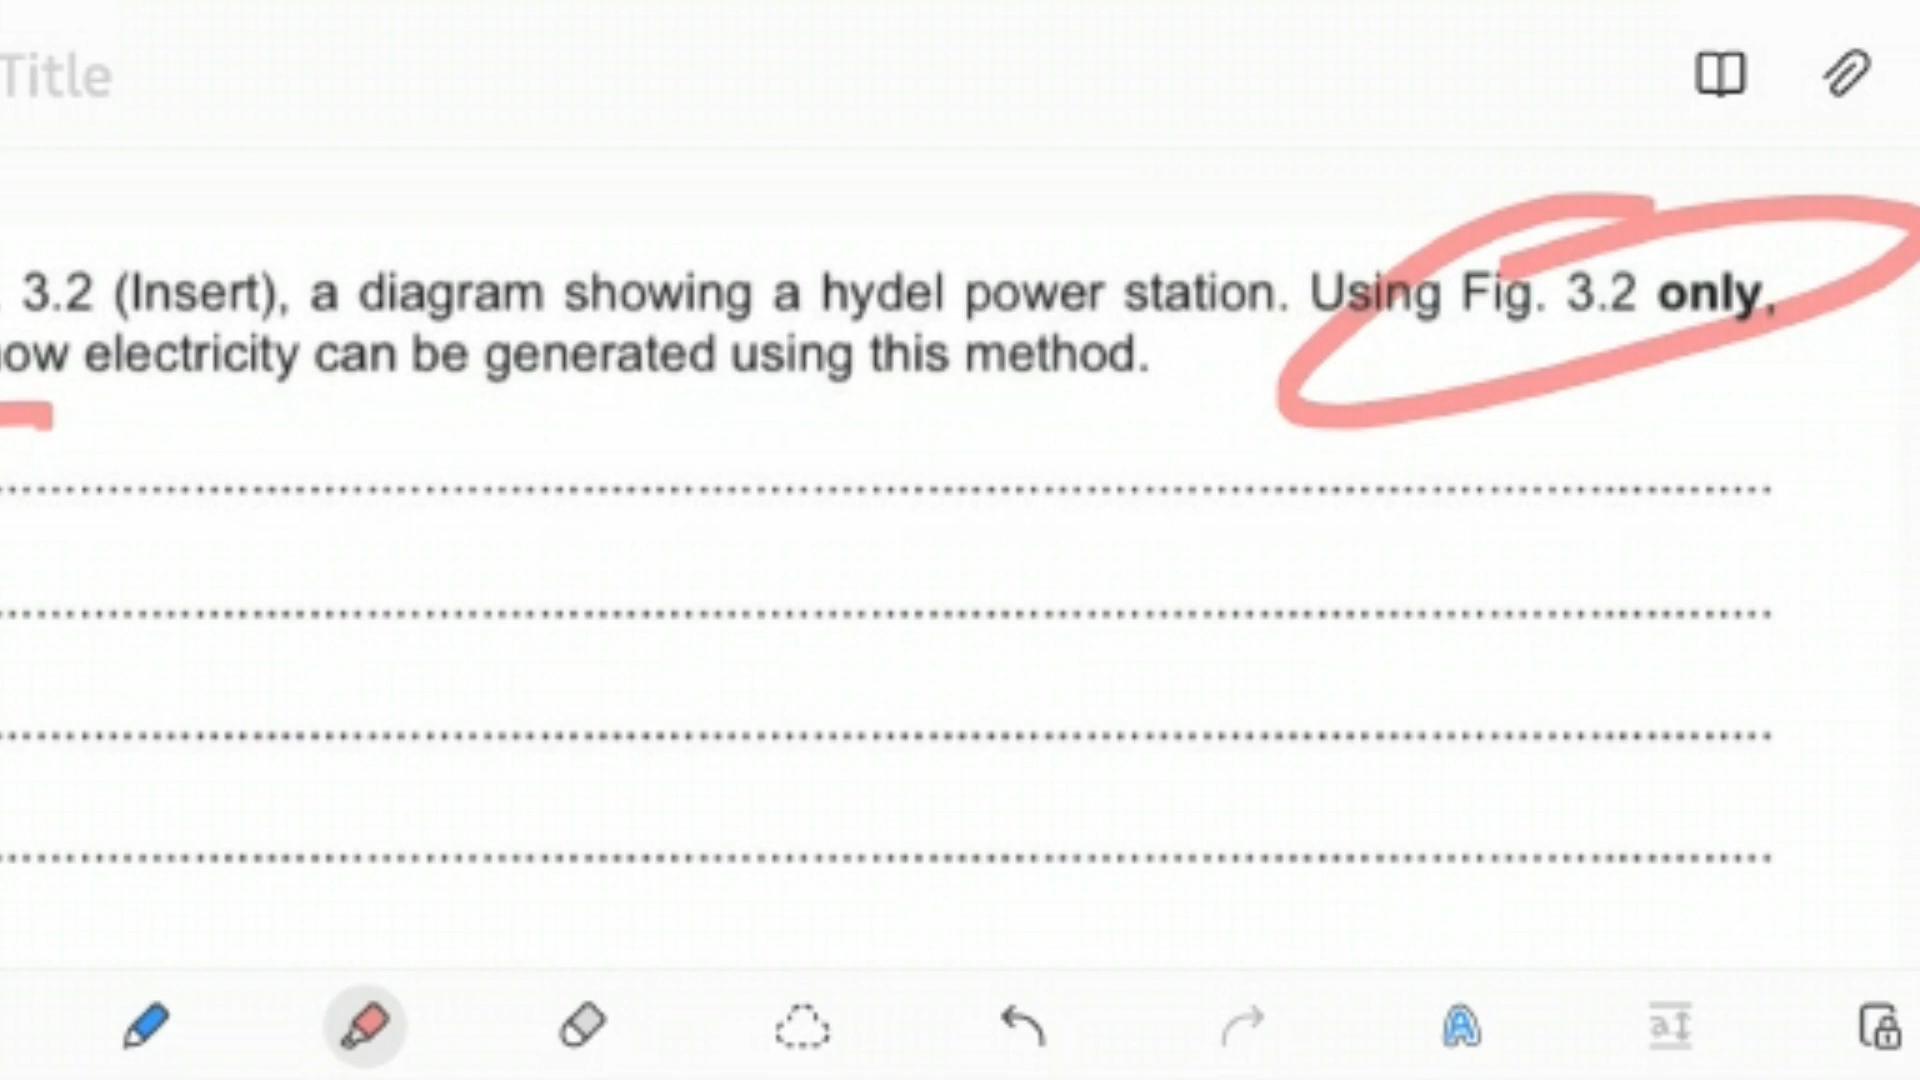 Title
3.2 (Insert), a diagram showing a hydel power station. Using Fig. 3.2 only,
electricity can be generated using this method.